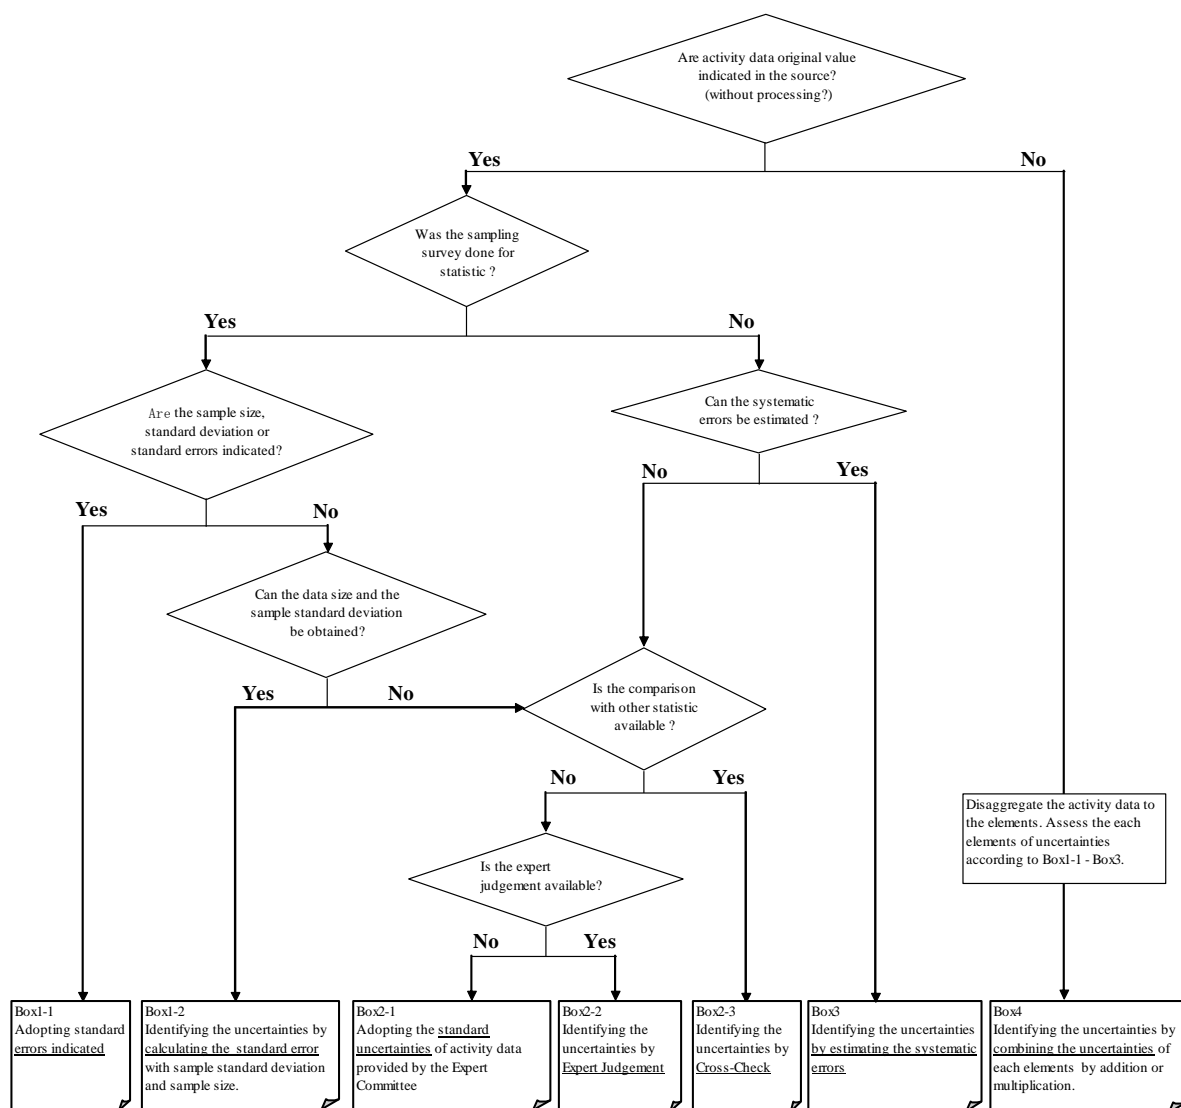 Are activity data original value
indicated in the source?
(without processing?)
Yes
No
Was the sampling
survey done for
statistic ?
Yes
No
Are the sample size,
standard deviation or
standard errors indicated?
Can the systematic
errors be estimated ?
No
Yes
Yes
No
Can the data size and the
sample standard deviation
be obtained?
Yes
No
Is the comparison
with other statistic
available ?
No
Yes
Disaggregate the activity data to
the elements. Assess the each
elements of uncertainties
according to Box1-1 - Box3.
Is the expert
judgement available?
No
Yes
Box1-1
Adopting standard
errors indicated
Box1-2
Identifying the uncertainties by
calculating the standard error
with sample standard deviation
and sample size.
Box2-1
Adopting the standard
uncertainties of activity data
provided by the Expert
Committee
Box2-2
Identifying the
uncertainties by
Expert Judgement
Box2-3
Identifying the
uncertainties by
Cross-Check
Box3
Identifying the uncertainties
by estimating the systematic
errors
Box4
Identifying the uncertainties by
combining the uncertainties of
each elements by addition or
multiplication.